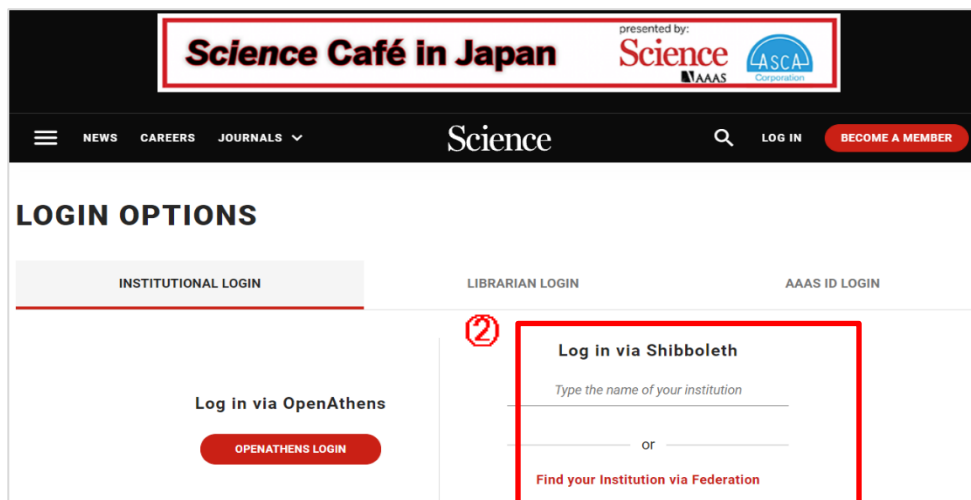 Science Café in Japan
presented by:
Science
AAAS
ASCA
Corporation
NEWS CAREERS JOURNALS Science LOG IN BECOME A MEMBER
LOGIN OPTIONS
INSTITUTIONAL LOGIN LIBRARIAN LOGIN AAAS ID LOGIN
②
Log in via OpenAthens
OPENATHENS LOGIN
Log in via Shibboleth
Type the name of your institution
or
Find your Institution via Federation